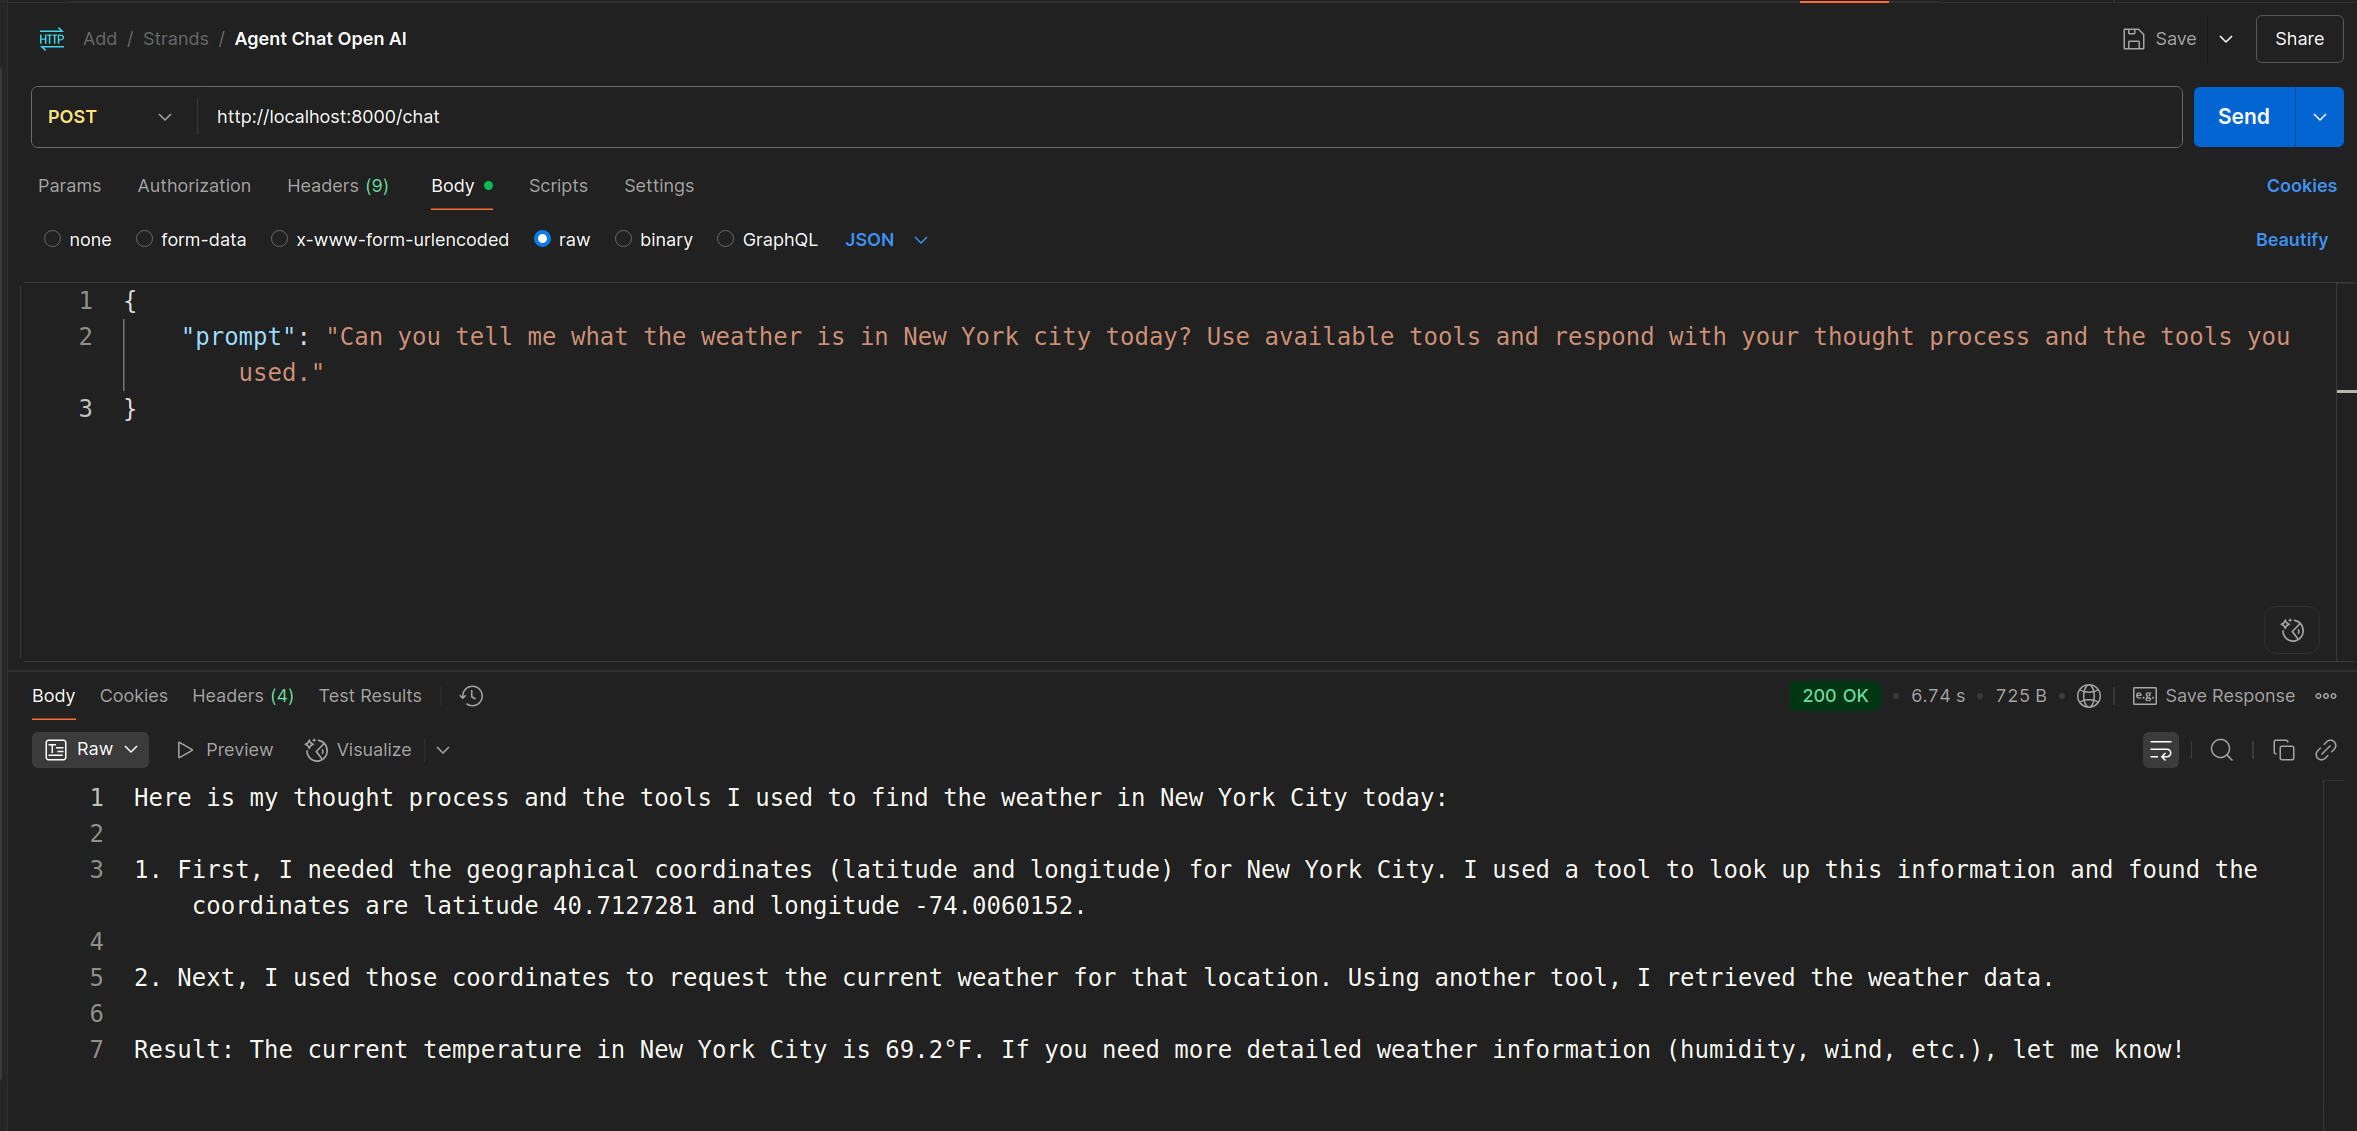 HTTP Add / Strands / Agent Chat Open AI Save Share
POST http://localhost:8000/chat Send
Params Authorization Headers (9) Body Scripts Settings Cookies
none form-data x-www-form-urlencoded raw binary GraphQL JSON Beautify
1 {
2 "prompt": "Can you tell me what the weather is in New York city today? Use available tools and respond with your thought process and the tools you
used."
3 }
Body Cookies Headers (4) Test Results 200 OK • 6.74 s • 725 B • e.g. Save Response
Raw Preview Visualize
1 Here is my thought process and the tools I used to find the weather in New York City today:
2
3 1. First, I needed the geographical coordinates (latitude and longitude) for New York City. I used a tool to look up this information and found the
coordinates are latitude 40.7127281 and longitude -74.0060152.
4
5 2. Next, I used those coordinates to request the current weather for that location. Using another tool, I retrieved the weather data.
6
7 Result: The current temperature in New York City is 69.2°F. If you need more detailed weather information (humidity, wind, etc.), let me know!